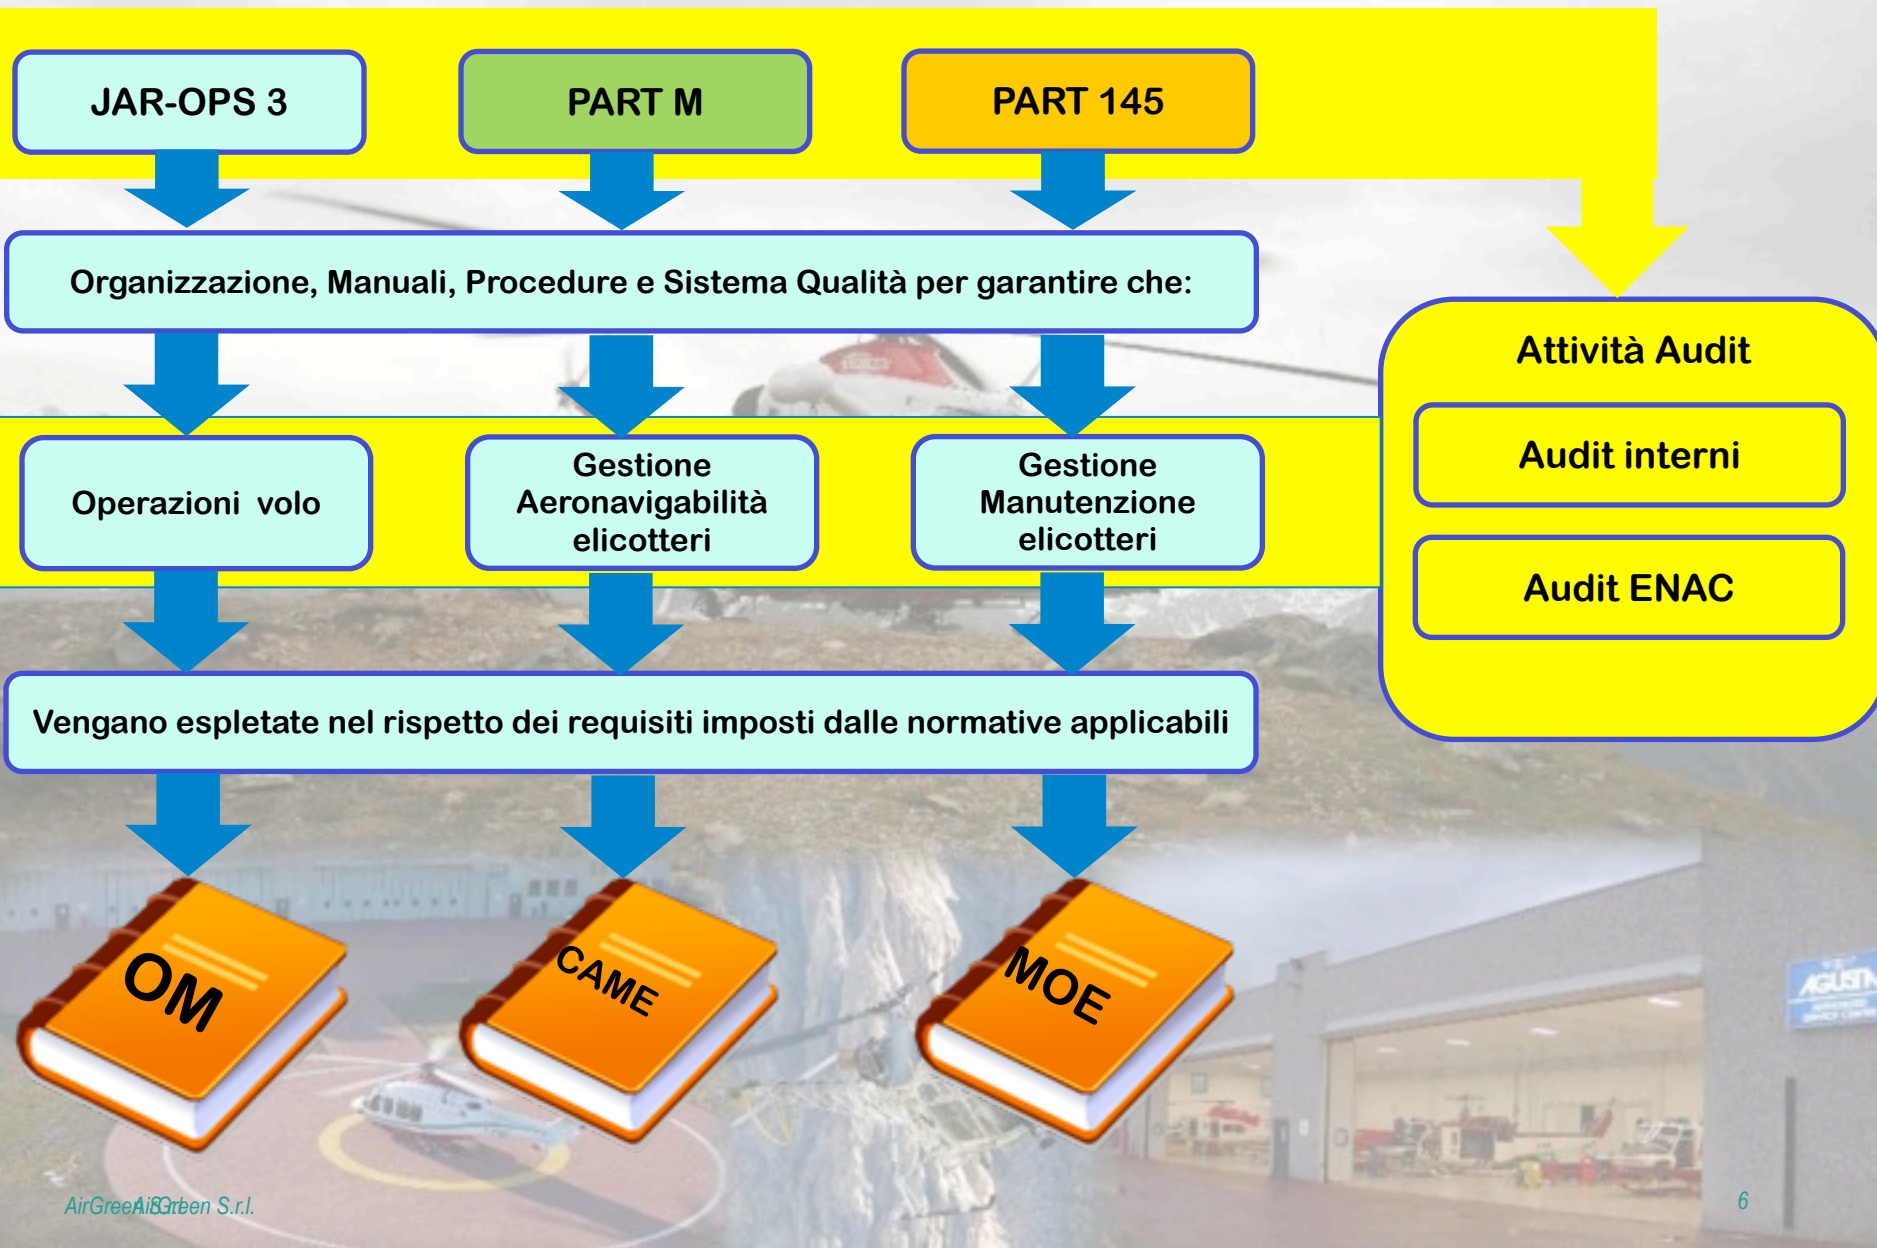 JAR-OPS 3
PART M
PART 145
Organizzazione, Manuali, Procedure e Sistema Qualità per garantire che:
Attività Audit
Audit interni
Audit ENAC
Operazioni volo
Gestione
Aeronavigabilità
elicotteri
Gestione
Manutenzione
elicotteri
Vengano espletate nel rispetto dei requisiti imposti dalle normative applicabili
OM
CAME
MOE
AGUSTA
AirGreen S.r.l.
AirGreen S.r.l.
6